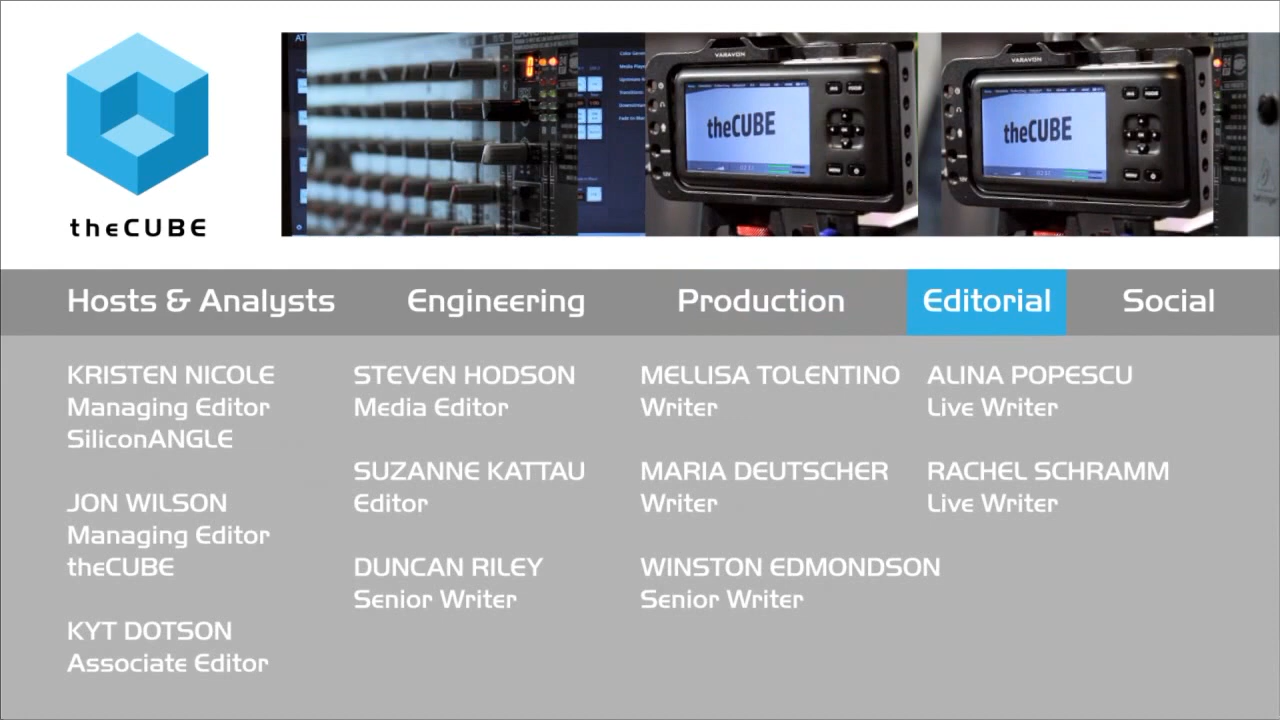 theCUBE
VARAVON
theCUBE
VARAVON
theCUBE
Hosts & Analysts
Engineering
Production
Editorial
Social
KRISTEN NICOLE
Managing Editor
SiliconANGLE
JON WILSON
Managing Editor
theCUBE
KYT DOTSON
Associate Editor
STEVEN HODSON
Media Editor
SUZANNE KATTAU
Editor
DUNCAN RILEY
Senior Writer
MELLISA TOLENTINO
Writer
MARIA DEUTSCHER
Writer
WINSTON EDMONDSON
Senior Writer
ALINA POPESCU
Live Writer
RACHEL SCHRAMM
Live Writer